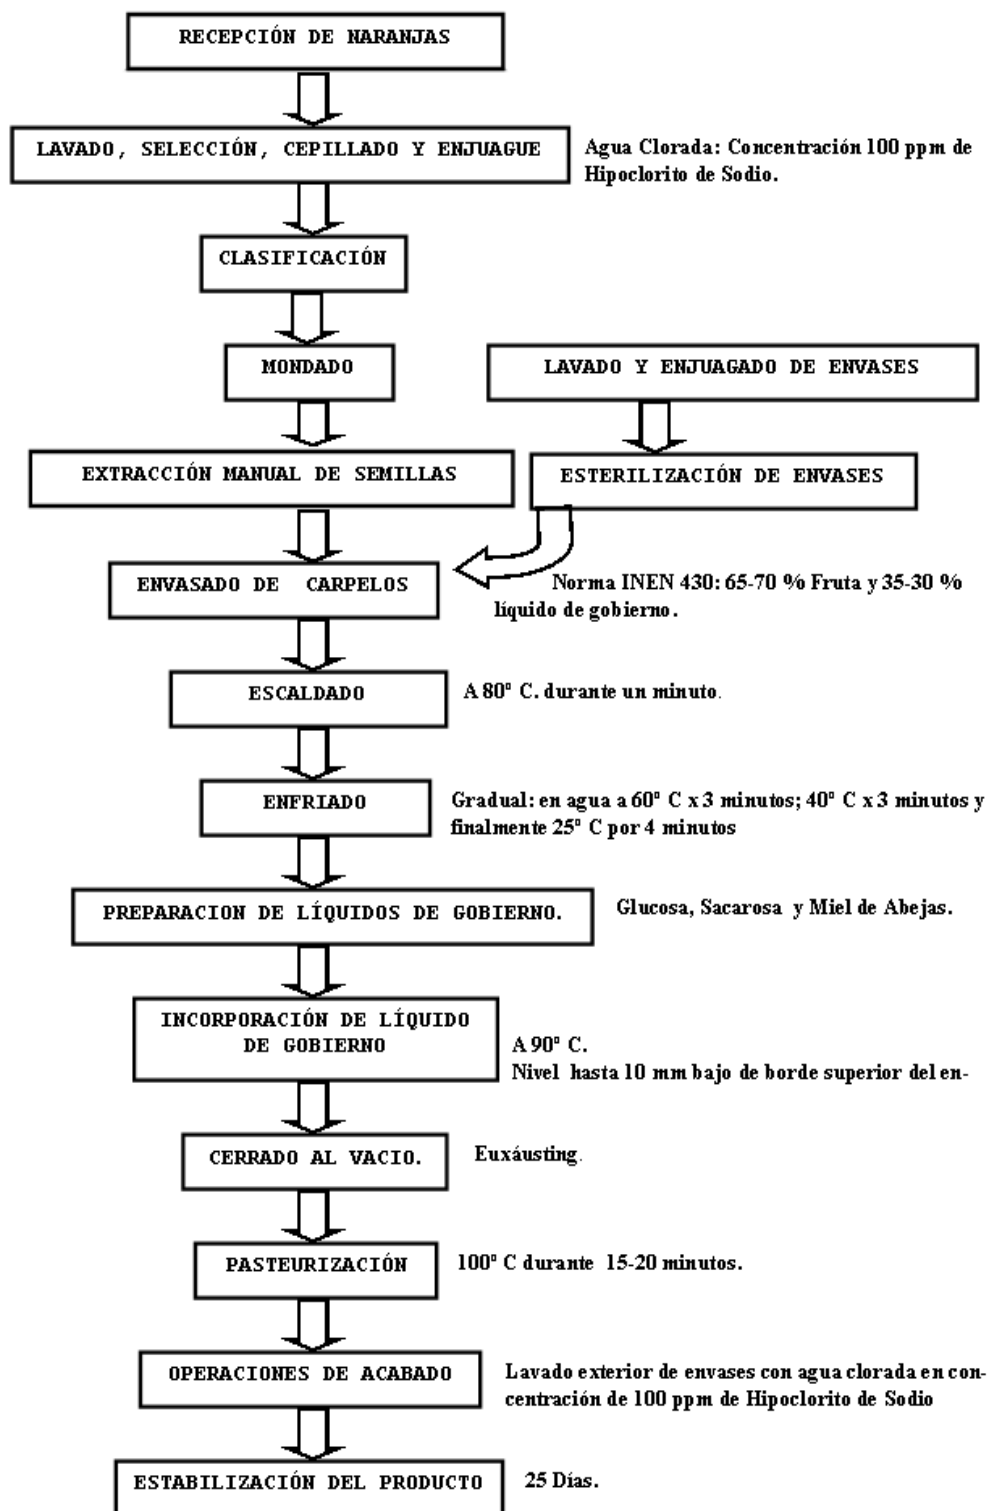 RECEPCIÓN DE NARANJAS
LAVADO, SELECCIÓN, CEPILLADO Y ENJUAGUE
Agua Clorada: Concentración 100 ppm de
Hipoclorito de Sodio.
CLASIFICACIÓN
MONDADO
LAVADO Y ENJUAGADO DE ENVASES
EXTRACCIÓN MANUAL DE SEMILLAS
ESTERILIZACIÓN DE ENVASES
ENVASADO DE CARPELOS
Norma INEN 430: 65-70 % Fruta y 35-30 %
líquido de gobierno.
ESCALDADO
A 80º C. durante un minuto.
ENFRIADO
Gradual: en agua a 60º C x 3 minutos; 40º C x 3 minutos y
finalmente 25º C por 4 minutos
PREPARACION DE LÍQUIDOS DE GOBIERNO.
Glucosa, Sacarosa y Miel de Abejas.
INCORPORACIÓN DE LÍQUIDO
DE GOBIERNO
A 90º C.
Nivel hasta 10 mm bajo de borde superior del en-
CERRADO AL VACIO.
Euxáusting.
PASTEURIZACIÓN
100º C durante 15-20 minutos.
OPERACIONES DE ACABADO
Lavado exterior de envases con agua clorada en con-
centración de 100 ppm de Hipoclorito de Sodio
ESTABILIZACIÓN DEL PRODUCTO
25 Días.